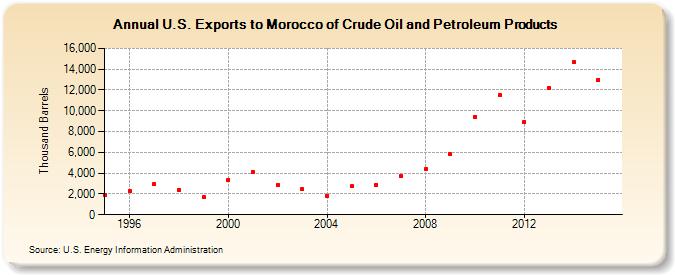 Annual U.S. Exports to Morocco of Crude Oil and Petroleum Products
Thousand Barrels
16,000
14,000
12,000
10,000
8,000
6,000
4,000
2,000
0
1996 2000 2004 2008 2012
Source: U.S. Energy Information Administration